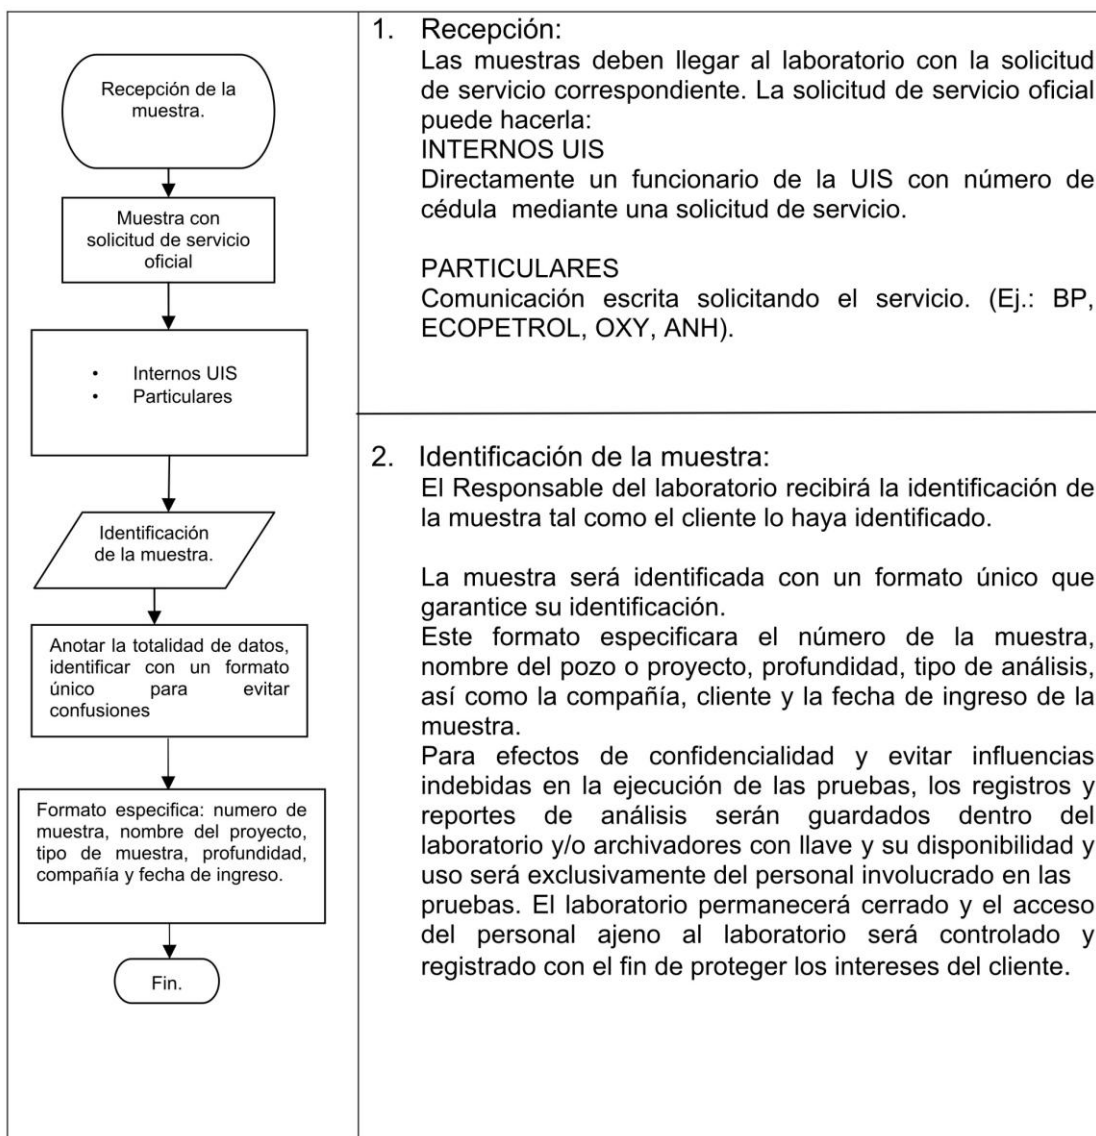 Recepción de la
muestra.
Muestra con
solicitud de servicio
oficial
• Internos UIS
• Particulares
Identificación
de la muestra.
Anotar la totalidad de datos,
identificar con un formato
único para evitar
confusiones
Formato especifica: numero de
muestra, nombre del proyecto,
tipo de muestra, profundidad,
compañía y fecha de ingreso.
Fin.
1. Recepción:
Las muestras deben llegar al laboratorio con la solicitud
de servicio correspondiente. La solicitud de servicio oficial
puede hacerla:
INTERNOS UIS
Directamente un funcionario de la UIS con número de
cédula mediante una solicitud de servicio.
PARTICULARES
Comunicación escrita solicitando el servicio. (Ej.: BP,
ECOPETROL, OXY, ANH).
2. Identificación de la muestra:
El Responsable del laboratorio recibirá la identificación de
la muestra tal como el cliente lo haya identificado.
La muestra será identificada con un formato único que
garantice su identificación.
Este formato especificara el número de la muestra,
nombre del pozo o proyecto, profundidad, tipo de análisis,
así como la compañía, cliente y la fecha de ingreso de la
muestra.
Para efectos de confidencialidad y evitar influencias
indebidas en la ejecución de las pruebas, los registros y
reportes de análisis serán guardados dentro del
laboratorio y/o archivadores con llave y su disponibilidad y
uso será exclusivamente del personal involucrado en las
pruebas. El laboratorio permanecerá cerrado y el acceso
del personal ajeno al laboratorio será controlado y
registrado con el fin de proteger los intereses del cliente.